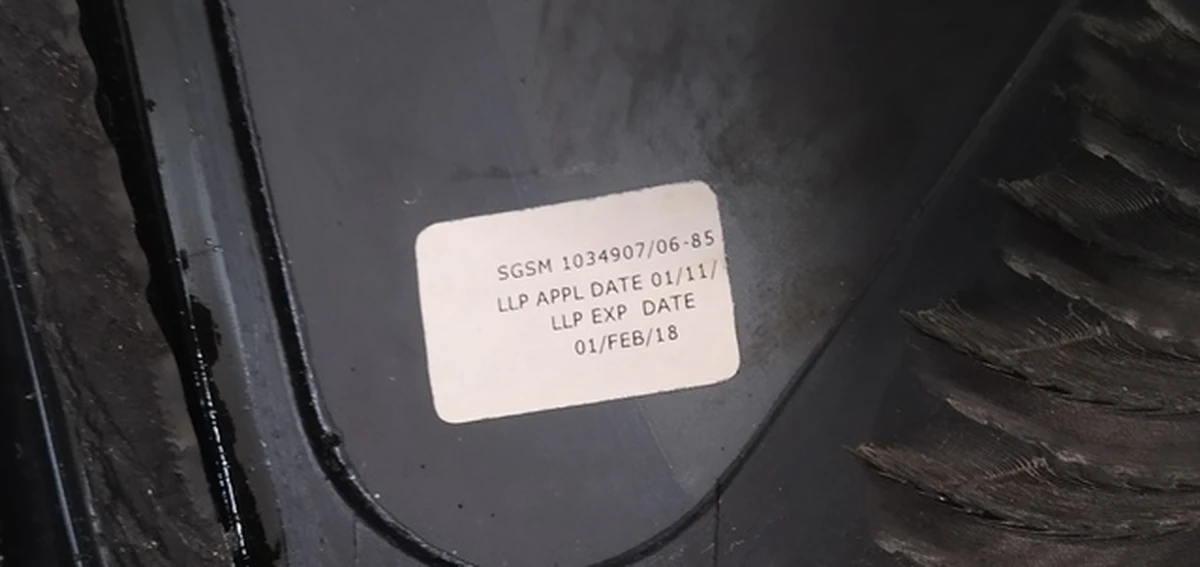 SGSM 1034907/06-85
LLP APPL DATE 01/11/
LLP EXP DATE
01/FEB/18